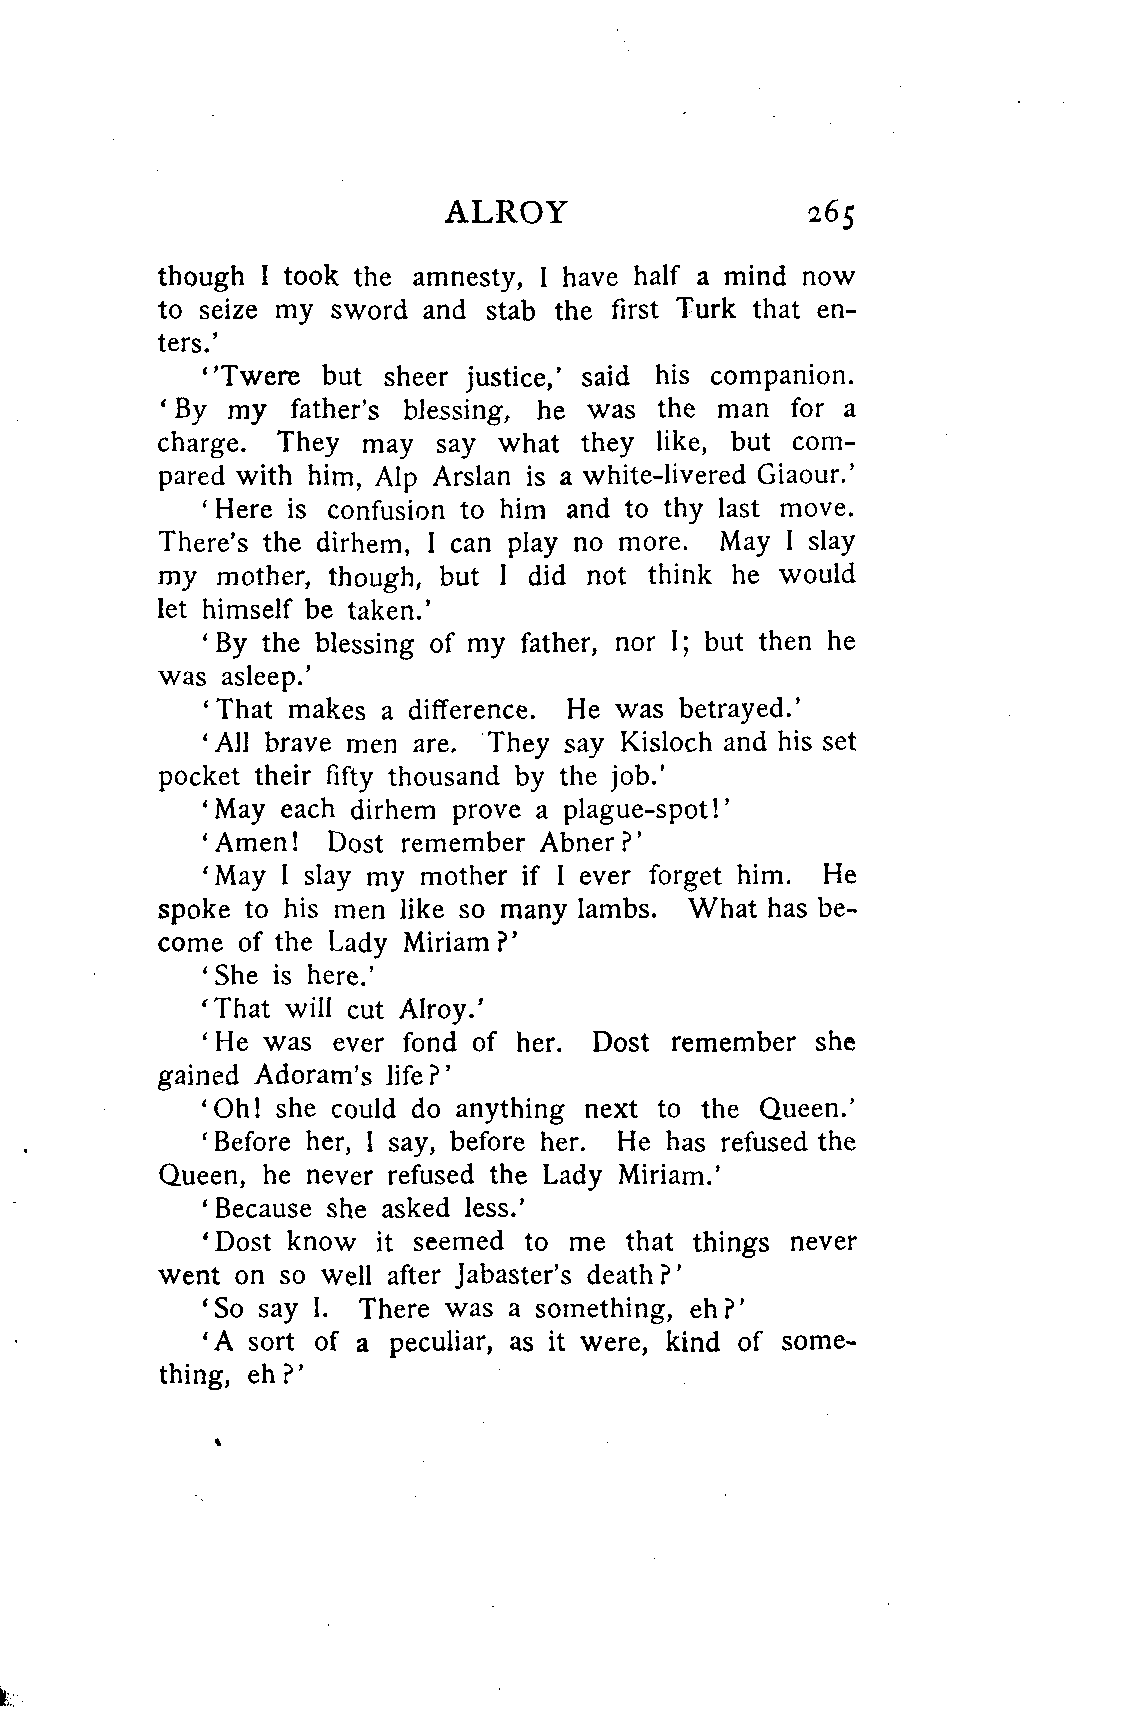 ALROY 265
though I took the amnesty, I have half a mind now
to seize my sword and stab the first Turk that en-
ters.'
''Twere but sheer justice,' said his companion.
'By my father's blessing, he was the man for a
charge. They may say what they like, but com-
pared with him, Alp Arslan is a white-livered Giaour.'
'Here is confusion to him and to thy last move.
There's the dirhem, I can play no more. May I slay
my mother, though, but I did not think he would
let himself be taken.'
'By the blessing of my father, nor I; but then he
was asleep.'
'That makes a difference. He was betrayed.'
'All brave men are. They say Kisloch and his set
pocket their fifty thousand by the job.'
'May each dirhem prove a plague-spot!'
'Amen! Dost remember Abner?'
'May I slay my mother if I ever forget him. He
spoke to his men like so many lambs. What has be-
come of the Lady Miriam?'
'She is here.'
'That will cut Alroy.'
'He was ever fond of her. Dost remember she
gained Adoram's life?'
'Oh! she could do anything next to the Queen.'
'Before her, I say, before her. He has refused the
Queen, he never refused the Lady Miriam.'
'Because she asked less.'
'Dost know it seemed to me that things never
went on so well after Jabaster's death?'
'So say I. There was a something, eh?'
'A sort of a peculiar, as it were, kind of some-
thing, eh?'